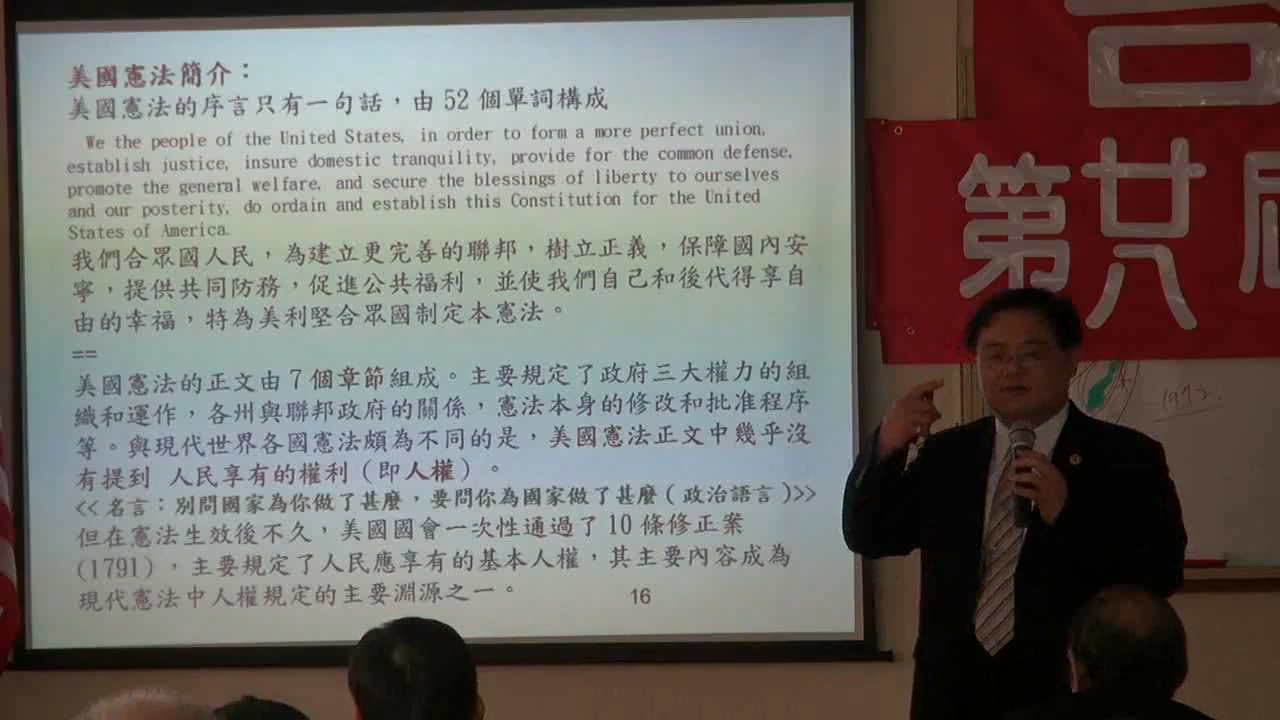 美國憲法簡介：
美國憲法的序言只有一句話，由 52 個單詞構成
We the people of the United States, in order to form a more perfect union,
establish justice, insure domestic tranquility, provide for the common defense,
promote the general welfare, and secure the blessings of liberty to ourselves
and our posterity, do ordain and establish this Constitution for the United
States of America.
我們合眾國人民，為建立更完善的聯邦，樹立正義，保障國內安
寧，提供共同防務，促進公共福利，並使我們自己和後代得享自
由的幸福，特為美利堅合眾國制定本憲法。
==
美國憲法的正文由 7 個章節組成。主要規定了政府三大權力的組
織和運作，各州與聯邦政府的關係，憲法本身的修改和批准程序
等。與現代世界各國憲法頗為不同的是，美國憲法正文中幾乎沒
有提到 人民享有的權利（即人權）。
<<名言：別問國家為你做了甚麼，要問你為國家做了甚麼（政治語言）>>
但在憲法生效後不久，美國國會一次性通過了 10 條修正案
(1791)，主要規定了人民應享有的基本人權，其主要內容成為
現代憲法中人權規定的主要淵源之一。
16
第廿八屆
1972.